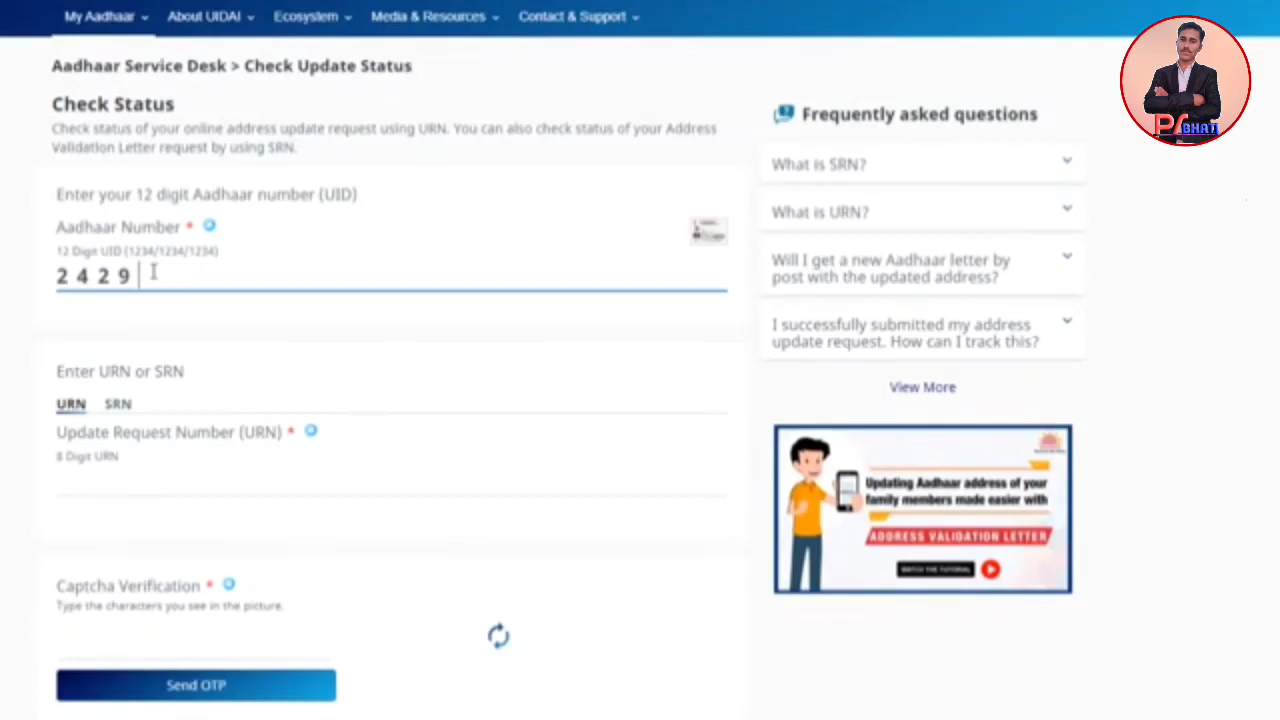 My Aadhaar
About UIDAI
Ecosystem
Media & Resources
Contact & Support
Aadhaar Service Desk > Check Update Status
Check Status
Check status of your online address update request using URN. You can also check status of your Address
Validation Letter request by using SRN.
Enter your 12 digit Aadhaar number (UID)
Aadhaar Number *
12 Digit UID (1234/1234/1234)
2 4 2 9
Enter URN or SRN
URN SRN
Update Request Number (URN) *
8 Digit URN
Captcha Verification *
Type the characters you see in the picture.
Send OTP
Frequently asked questions
What is SRN?
What is URN?
Will I get a new Aadhaar letter by
post with the updated address?
I successfully submitted my address
update request. How can I track this?
View More
Updating Aadhaar address of your
family members made easier with
ADDRESS VALIDATION LETTER
WATCH THE TUTORIAL
BHATI